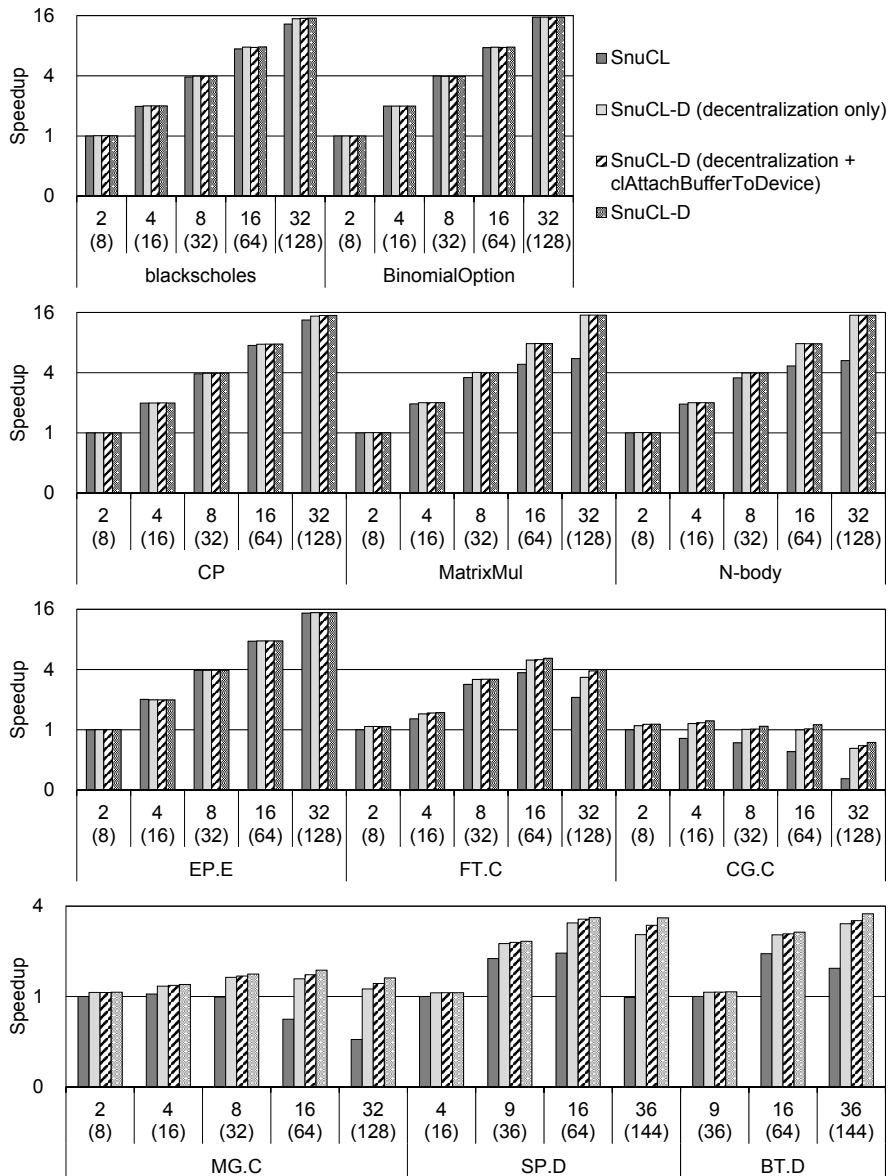 16
4
1
0
Speedup
2 4 8 16 32 2 4 8 16 32
(8) (16) (32) (64) (128) (8) (16) (32) (64) (128)
blackscholes BinomialOption
SnuCL
SnuCL-D (decentralization only)
SnuCL-D (decentralization +
clAttachBufferToDevice)
SnuCL-D
16
4
1
0
Speedup
2 4 8 16 32 2 4 8 16 32 2 4 8 16 32
(8) (16) (32) (64) (128) (8) (16) (32) (64) (128) (8) (16) (32) (64) (128)
CP MatrixMul N-body
16
4
1
0
Speedup
2 4 8 16 32 2 4 8 16 32 2 4 8 16 32
(8) (16) (32) (64) (128) (8) (16) (32) (64) (128) (8) (16) (32) (64) (128)
EP.E FT.C CG.C
4
1
0
Speedup
2 4 8 16 32 4 9 16 36 9 16 36
(8) (16) (32) (64) (128) (16) (36) (64) (144) (36) (64) (144)
MG.C SP.D BT.D